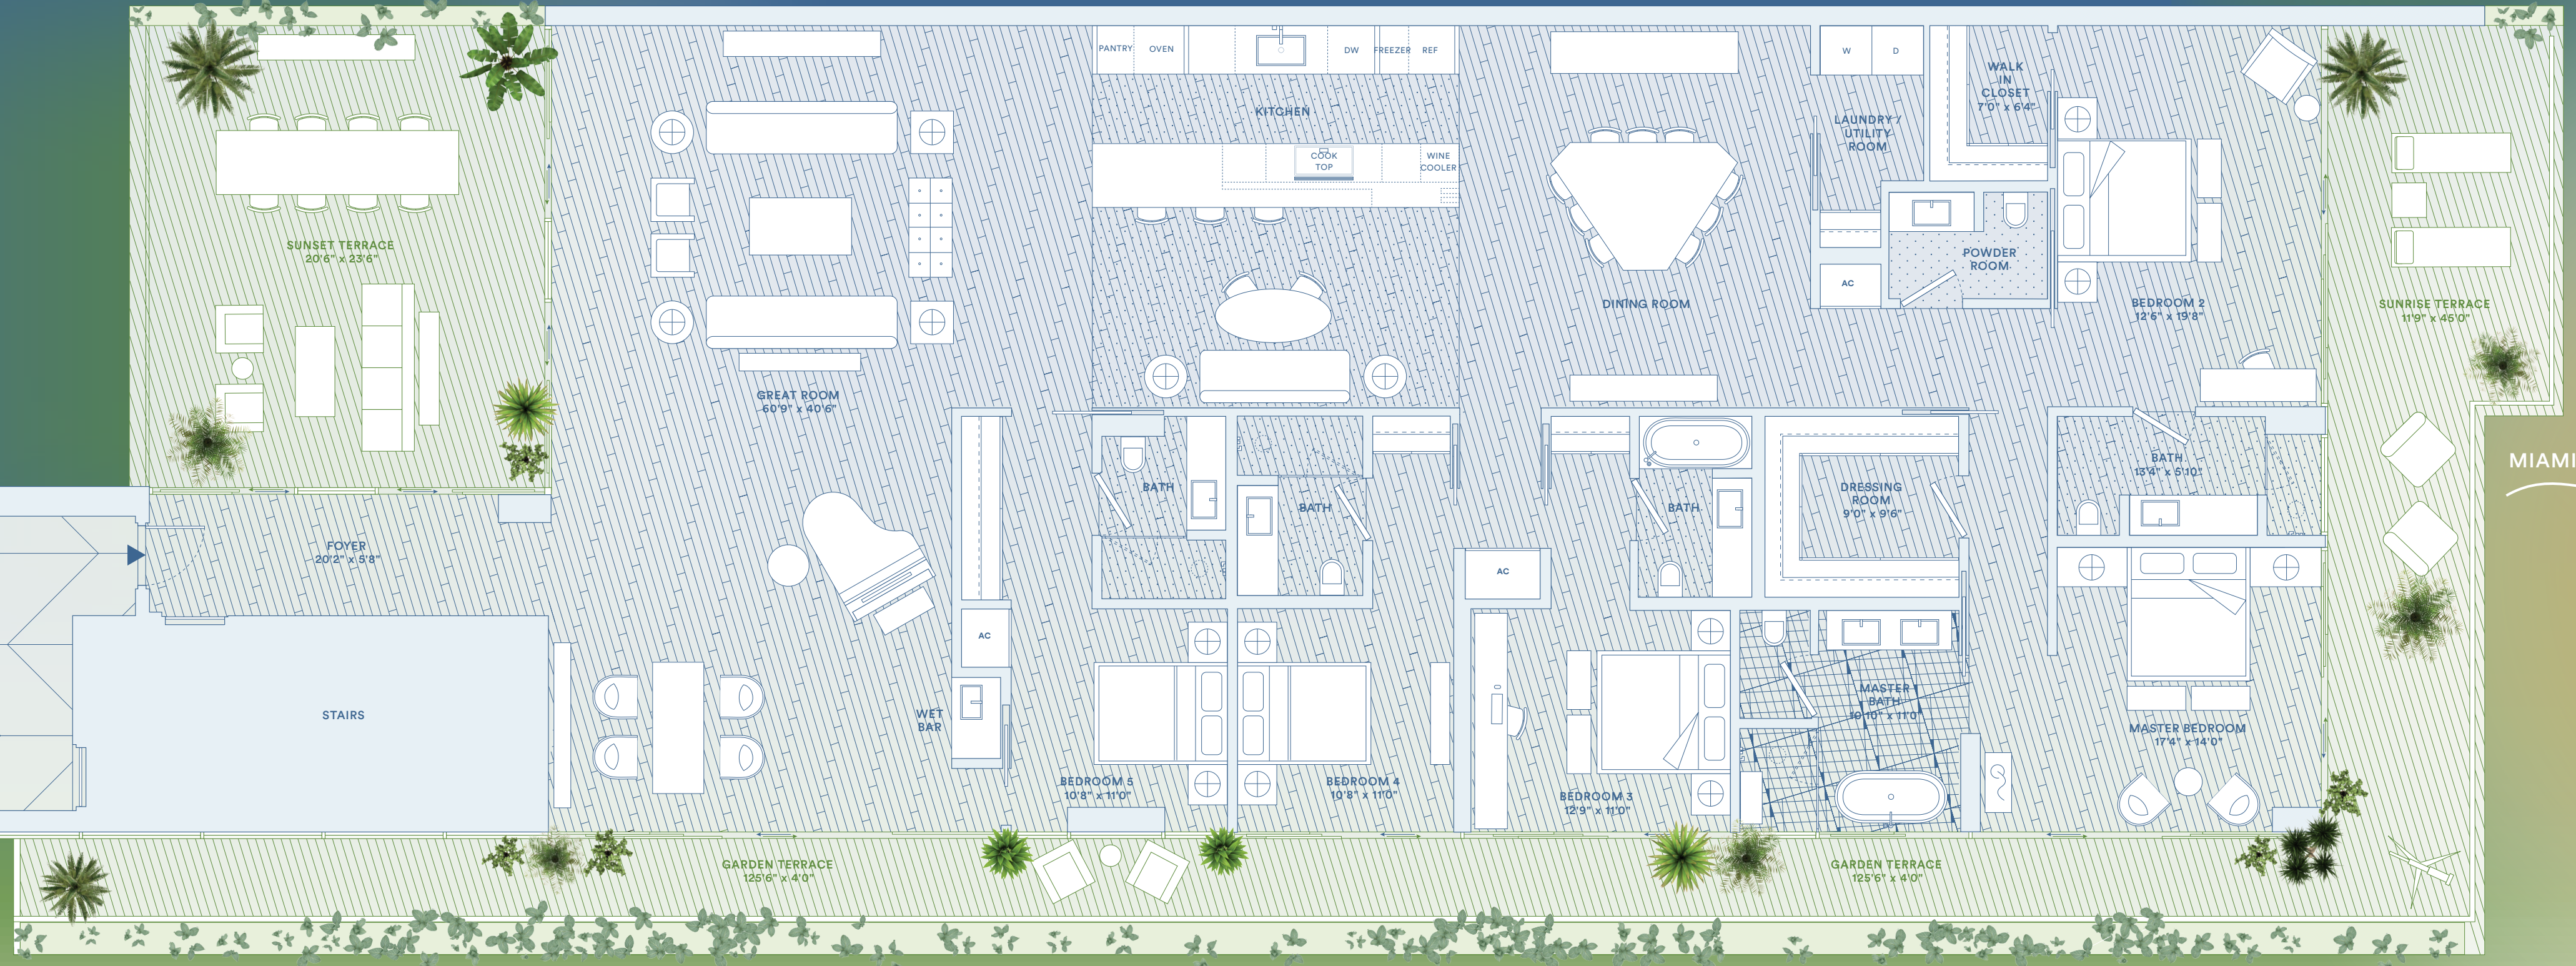 PANTRY
OVEN
DW
FREEZER
REF
KITCHEN
COOK
TOP
WINE
COOLER
W
D
LAUNDRY /
UTILITY
ROOM
WALK
IN
CLOSET
7'0" x 6'4"
POWDER
ROOM
AC
SUNSET TERRACE
20'6" x 23'6"
GREAT ROOM
60'9" x 40'6"
DINING ROOM
BEDROOM 2
12'6" x 19'8"
SUNRISE TERRACE
11'9" x 45'0"
MIAMI
FOYER
20'2" x 5'8"
BATH
BATH
BATH
DRESSING
ROOM
9'0" x 9'6"
BATH
13'4" x 5'10"
AC
AC
STAIRS
WET
BAR
BEDROOM 5
10'8" x 11'0"
BEDROOM 4
10'8" x 11'0"
BEDROOM 3
12'9" x 11'0"
MASTER
BATH
10'10" x 11'0"
MASTER BEDROOM
17'4" x 14'0"
GARDEN TERRACE
125'6" x 4'0"
GARDEN TERRACE
125'6" x 4'0"